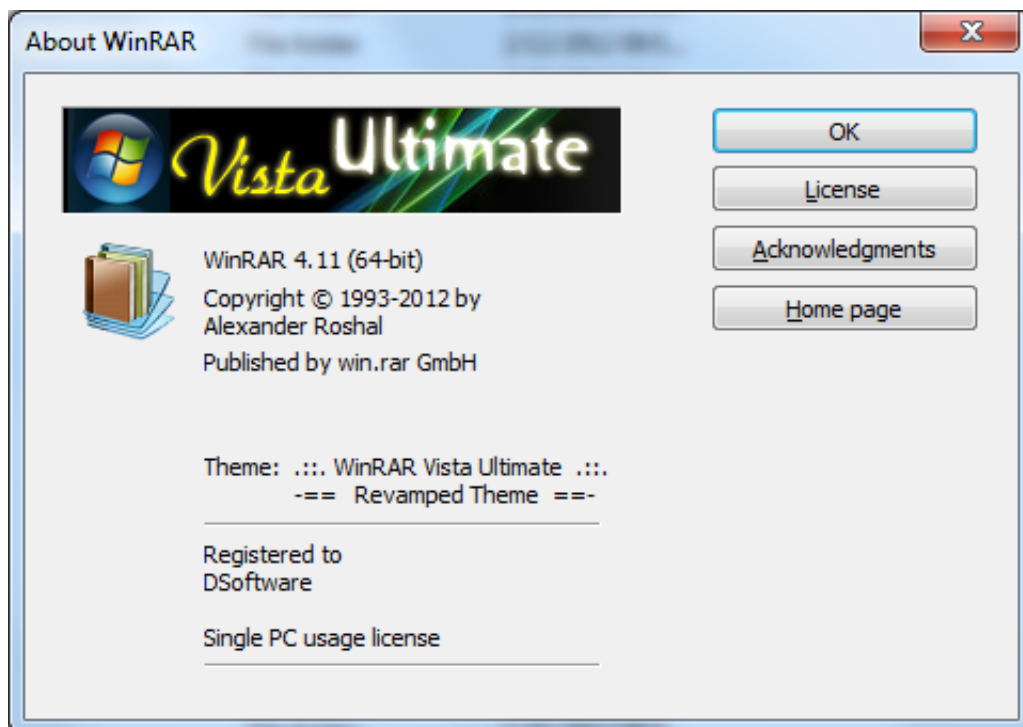 About WinRAR
Vista Ultimate
OK
License
Acknowledgments
Home page
WinRAR 4.11 (64-bit)
Copyright © 1993-2012 by
Alexander Roshal
Published by win.rar GmbH
Theme: .::. WinRAR Vista Ultimate .::.
-== Revamped Theme ==-
Registered to
DSoftware
Single PC usage license